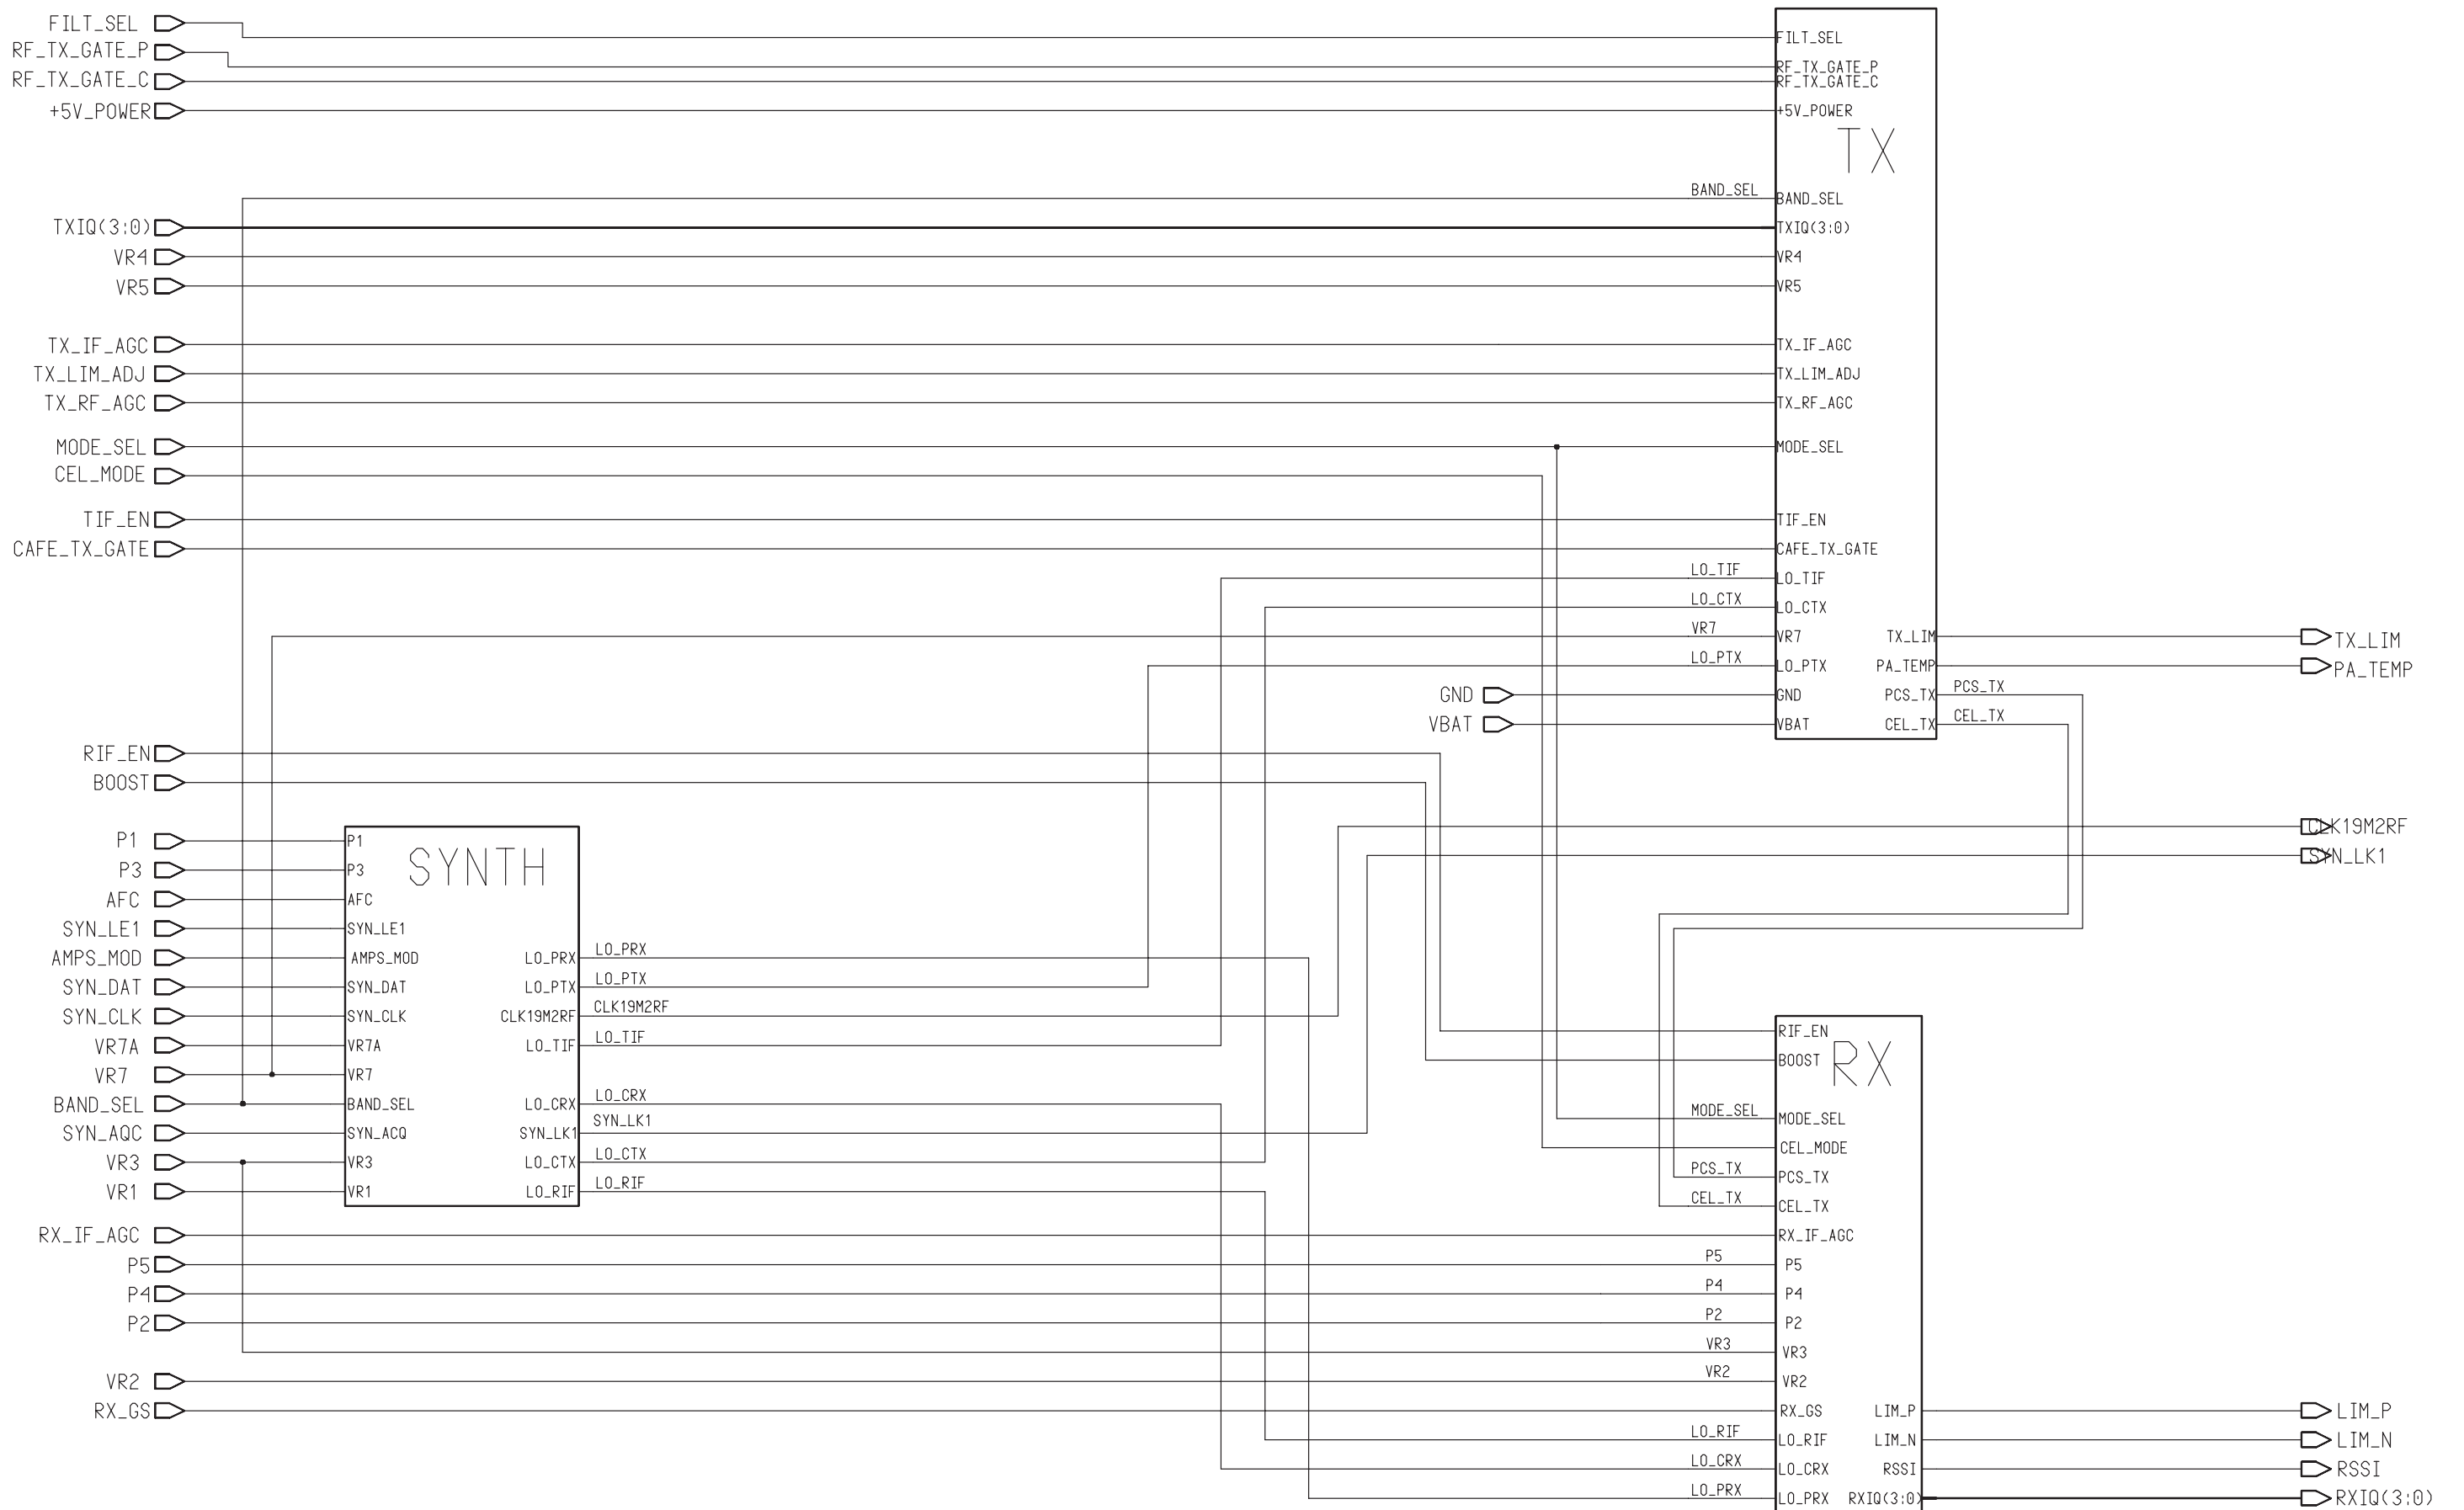 FILT_SEL
RF_TX_GATE_P
RF_TX_GATE_C
+5V_POWER
TXIQ(3:0)
VR4
VR5
TX_IF_AGC
TX_LIM_ADJ
TX_RF_AGC
MODE_SEL
CEL_MODE
TIF_EN
CAFE_TX_GATE
RIF_EN
BOOST
P1
P3
AFC
SYN_LE1
AMPS_MOD
SYN_DAT
SYN_CLK
VR7A
VR7
BAND_SEL
SYN_AQC
VR3
VR1
RX_IF_AGC
P5
P4
P2
VR2
RX_GS
SYNTH
P1
P3
AFC
SYN_LE1
AMPS_MOD
SYN_DAT
SYN_CLK
VR7A
VR7
BAND_SEL
SYN_ACQ
VR3
VR1
LO_PRX
LO_PTX
CLK19M2RF
LO_TIF
LO_CRX
SYN_LK1
LO_CTX
LO_RIF
LO_PRX
LO_PTX
CLK19M2RF
LO_TIF
LO_CRX
SYN_LK1
LO_CTX
LO_RIF
BAND_SEL
LO_TIF
LO_CTX
VR7
LO_PTX
GND
VBAT
TX
FILT_SEL
RF_TX_GATE_P
RF_TX_GATE_C
+5V_POWER
BAND_SEL
TXIQ(3:0)
VR4
VR5
TX_IF_AGC
TX_LIM_ADJ
TX_RF_AGC
MODE_SEL
TIF_EN
CAFE_TX_GATE
LO_TIF
LO_CTX
VR7
LO_PTX
GND
VBAT
TX_LIM
PA_TEMP
PCS_TX
CEL_TX
PCS_TX
CEL_TX
TX_LIM
PA_TEMP
CLK19M2RF
SYN_LK1
MODE_SEL
PCS_TX
CEL_TX
P5
P4
P2
VR3
VR2
LO_RIF
LO_CRX
LO_PRX
RX
RIF_EN
BOOST
MODE_SEL
CEL_MODE
PCS_TX
CEL_TX
RX_IF_AGC
P5
P4
P2
VR3
VR2
RX_GS
LO_RIF
LO_CRX
LO_PRX
LIM_P
LIM_N
RSSI
RXIQ(3:0)
LIM_P
LIM_N
RSSI
RXIQ(3:0)